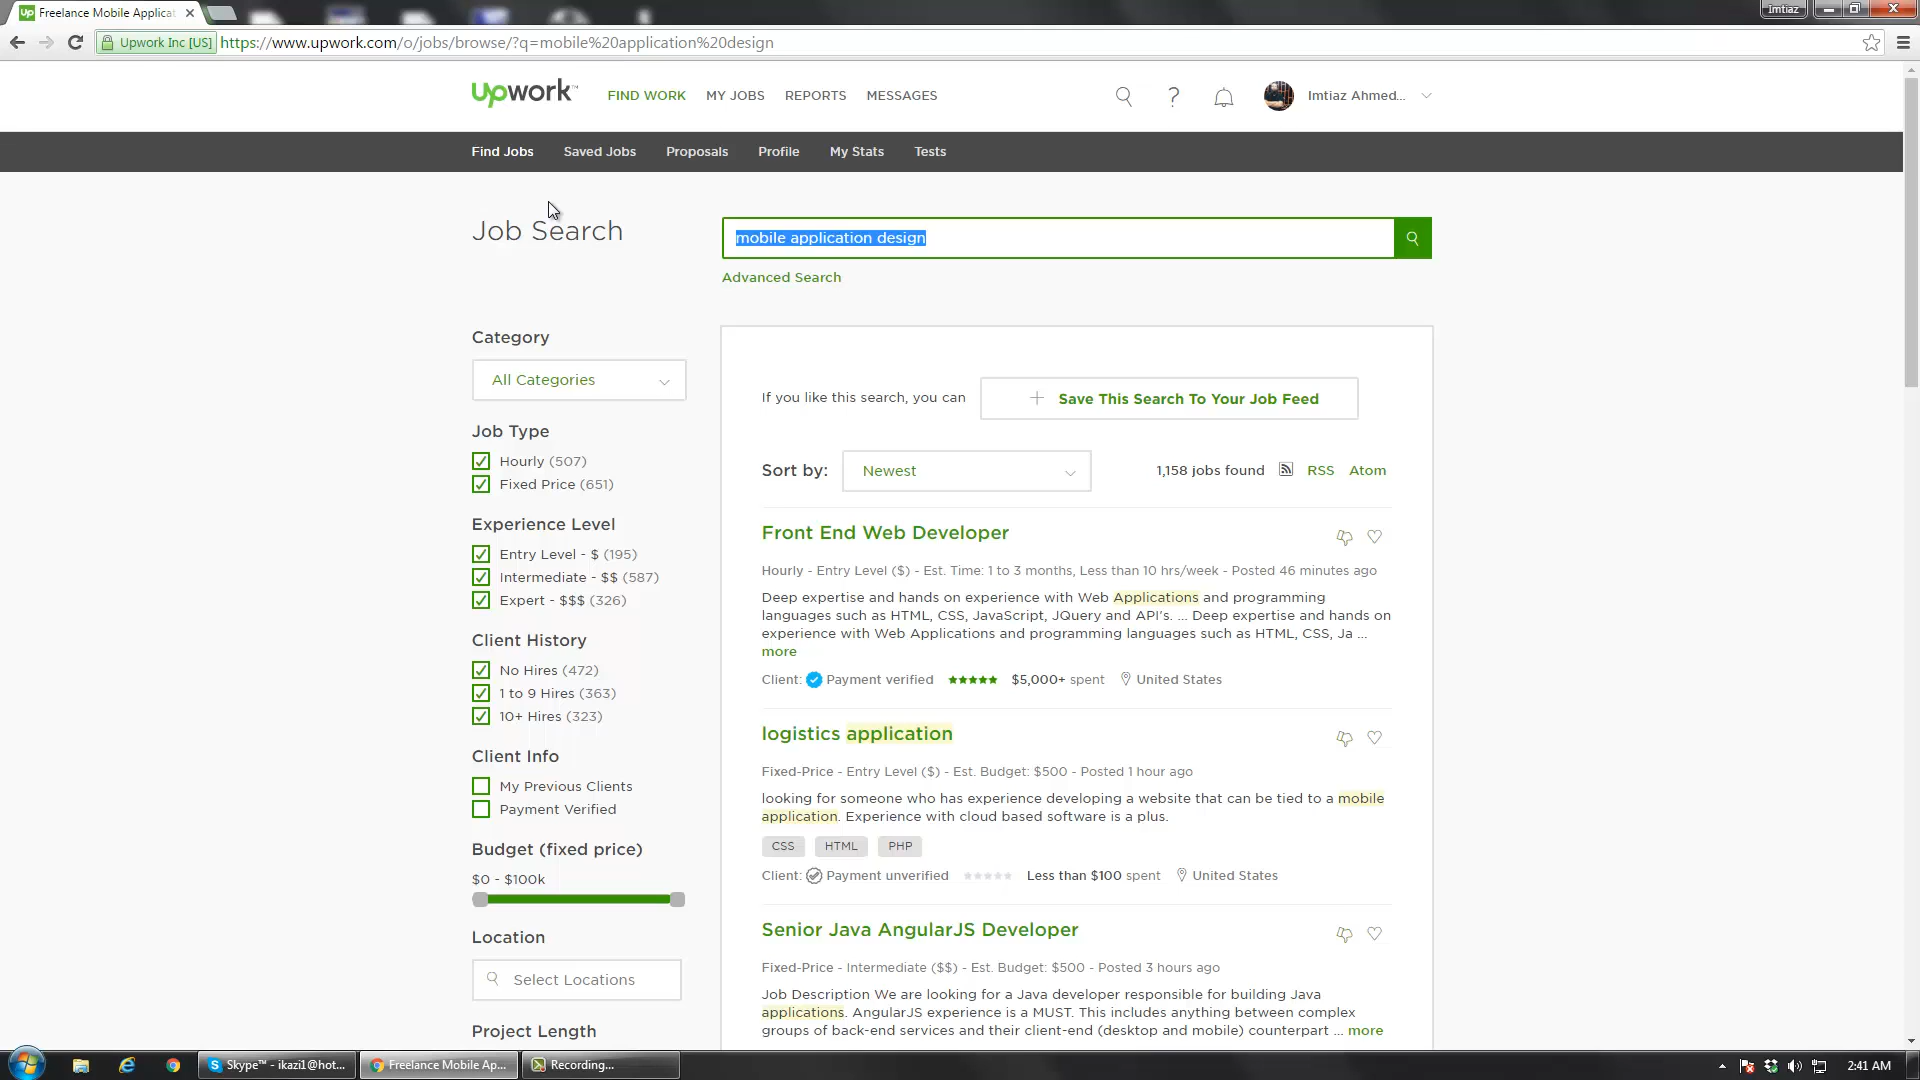 Freelance Mobile Applicat
Imtiaz
Upwork Inc [US]
https://www.upwork.com/o/jobs/browse/?q=mobile%20application%20design
upwork™
FIND WORK
MY JOBS
REPORTS
MESSAGES
?
Imtiaz Ahmed...
Find Jobs
Saved Jobs
Proposals
Profile
My Stats
Tests
Job Search
mobile application design
Advanced Search
Category
All Categories
Job Type
Hourly (507)
Fixed Price (651)
Experience Level
Entry Level - $ (195)
Intermediate - $$ (587)
Expert - $$$ (326)
Client History
No Hires (472)
1 to 9 Hires (363)
10+ Hires (323)
Client Info
My Previous Clients
Payment Verified
Budget (fixed price)
$0 - $100k
Location
Select Locations
Project Length
If you like this search, you can
Save This Search To Your Job Feed
Sort by:
Newest
1,158 jobs found
RSS
Atom
Front End Web Developer
Hourly - Entry Level ($) - Est. Time: 1 to 3 months, Less than 10 hrs/week - Posted 46 minutes ago
Deep expertise and hands on experience with Web Applications and programming
languages such as HTML, CSS, JavaScript, JQuery and API's. ... Deep expertise and hands on
experience with Web Applications and programming languages such as HTML, CSS, Ja ...
more
Client: Payment verified $5,000+ spent United States
logistics application
Fixed-Price - Entry Level ($) - Est. Budget: $500 - Posted 1 hour ago
looking for someone who has experience developing a website that can be tied to a mobile
application. Experience with cloud based software is a plus.
CSS HTML PHP
Client: Payment unverified Less than $100 spent United States
Senior Java AngularJS Developer
Fixed-Price - Intermediate ($$) - Est. Budget: $500 - Posted 3 hours ago
Job Description We are looking for a Java developer responsible for building Java
applications. AngularJS experience is a MUST. This includes anything between complex
groups of back-end services and their client-end (desktop and mobile) counterpart ... more
Skype™ - ikazi1@hot...
Freelance Mobile Ap...
Recording...
2:41 AM